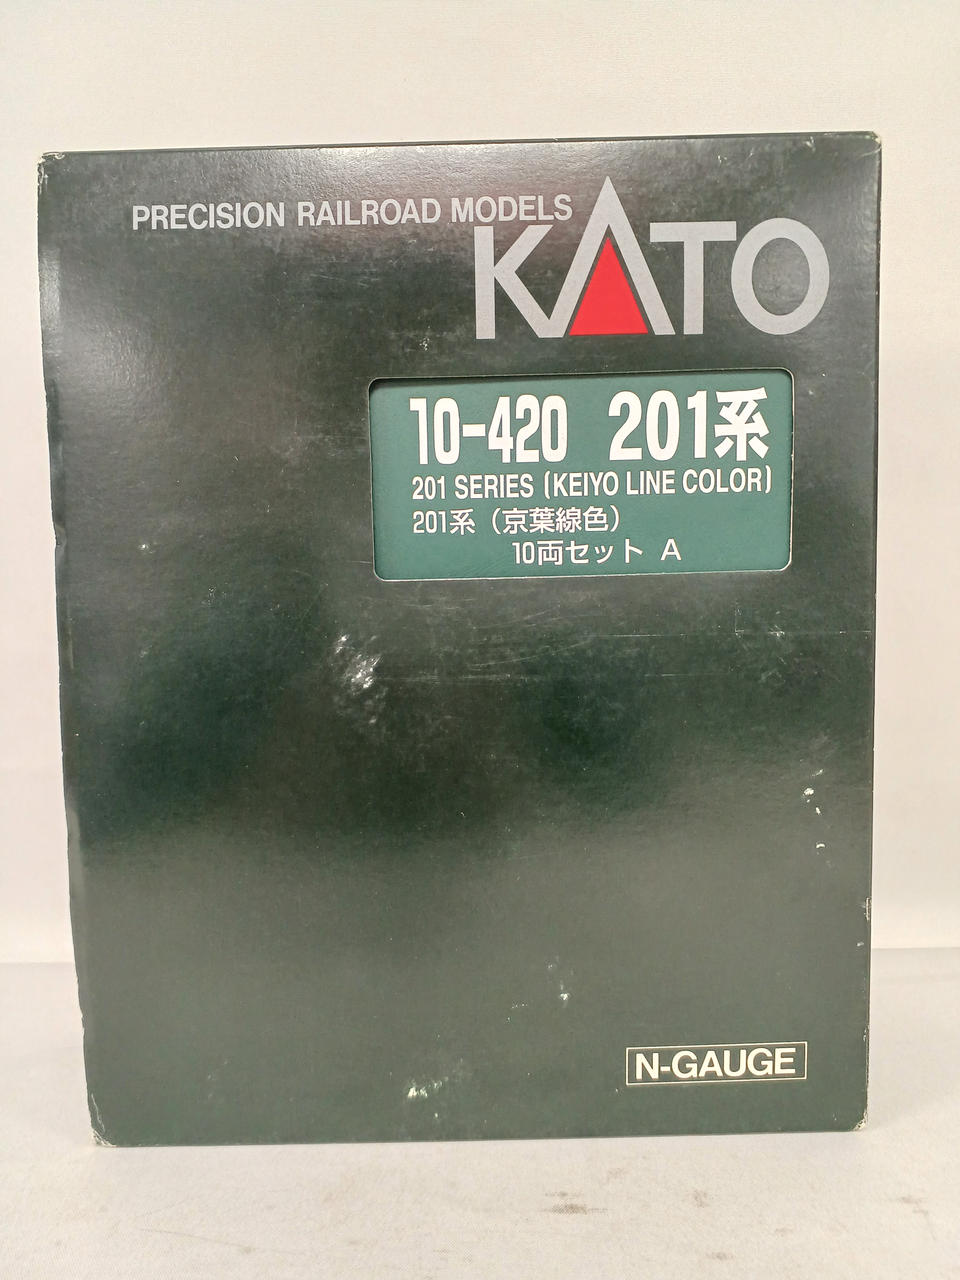 PRECISION RAILROAD MODELS
KATO
10-420 201系
201 SERIES (KEIYO LINE COLOR)
201系（京葉線色）
10両セット A
N-GAUGE